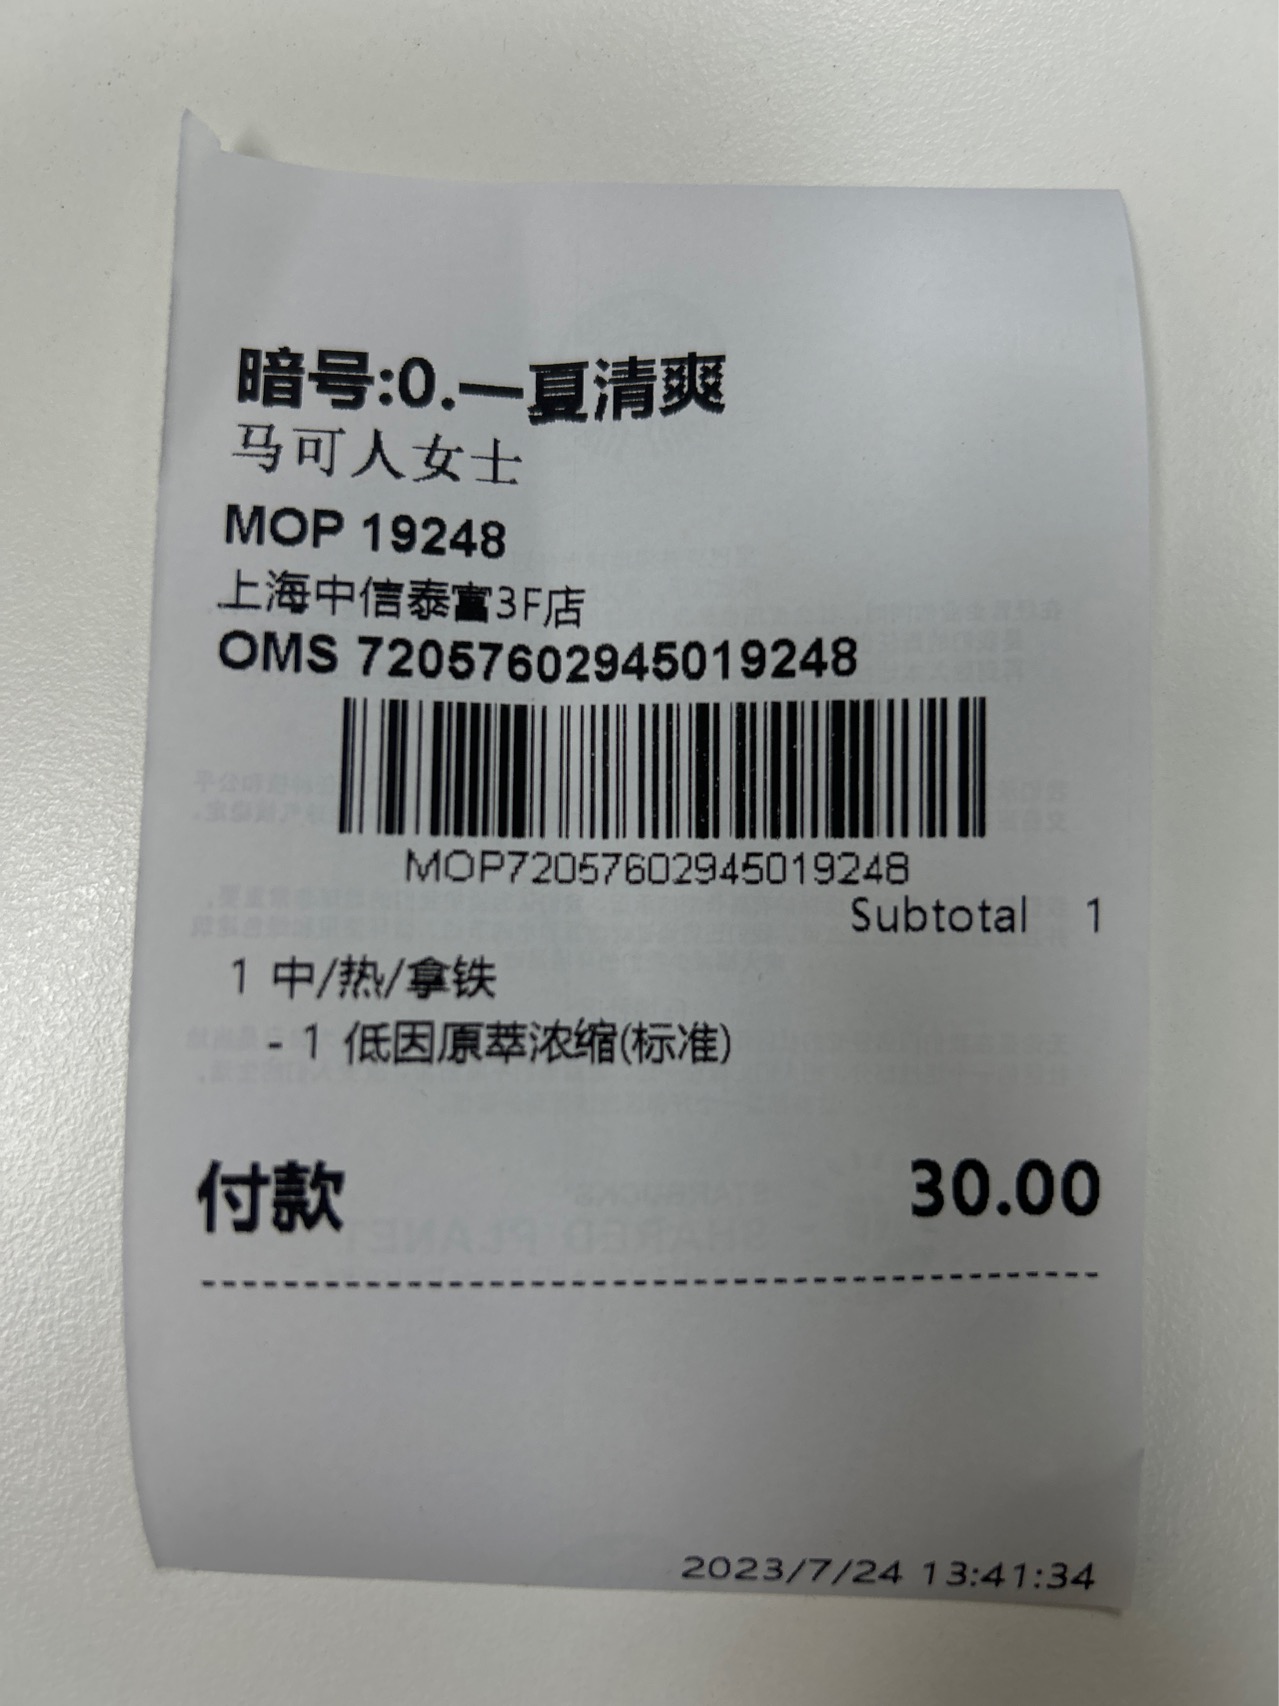 暗号:0.一夏清爽
马可人女士
MOP 19248
上海中信泰富3F店
OMS 72057602945019248
MOP72057602945019248
Subtotal 1
1 中/热/拿铁
- 1 低因原萃浓缩(标准)
付款 30.00
2023/7/24 13:41:34